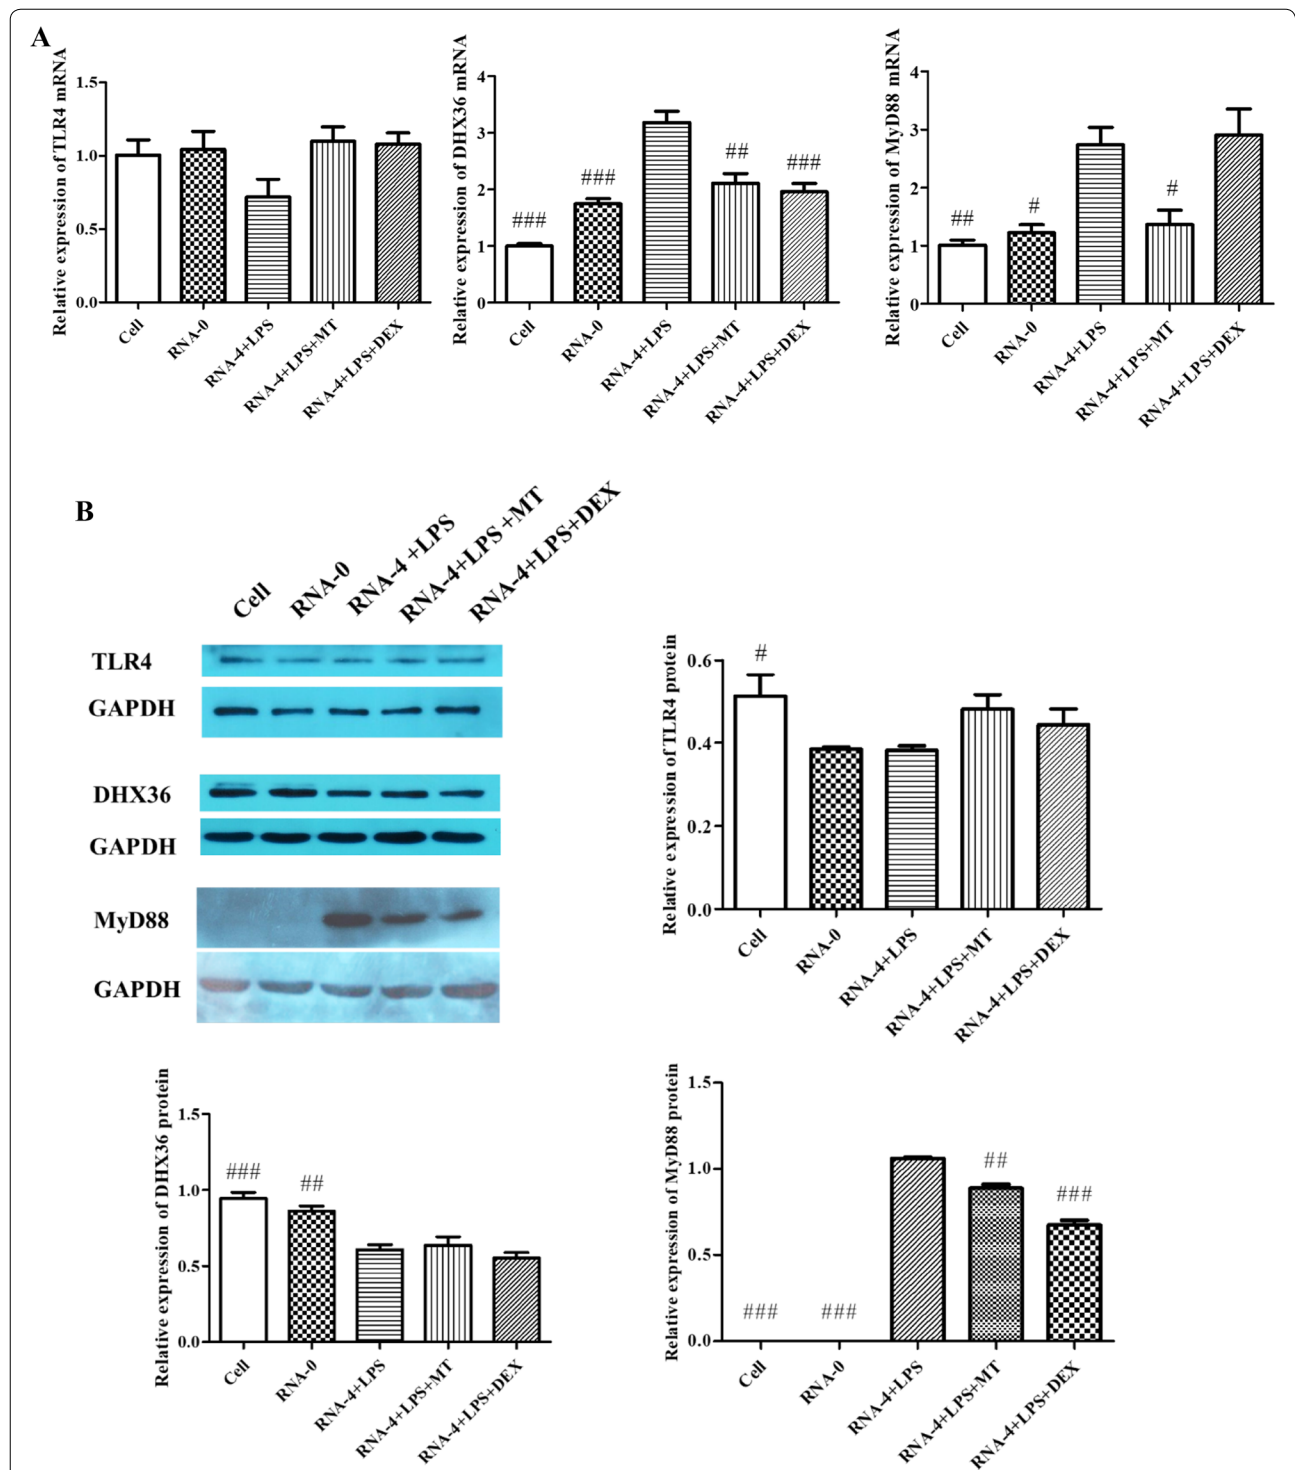 A
Relative expression of TLR4 mRNA
1.5
1.0
0.5
0.0
Cell
RNA-0
RNA-4+LPS
RNA-4+LPS+MT
RNA-4+LPS+DEX
Relative expression of DHX36 mRNA
4
3
2
1
0
###
###
##
###
Cell
RNA-0
RNA-4+LPS
RNA-4+LPS+MT
RNA-4+LPS+DEX
Relative expression of MyD88 mRNA
4
3
2
1
0
##
#
#
Cell
RNA-0
RNA-4+LPS
RNA-4+LPS+MT
RNA-4+LPS+DEX
B
Cell
RNA-0
RNA-4 +LPS
RNA-4+LPS +MT
RNA-4+LPS+DEX
TLR4
GAPDH
DHX36
GAPDH
MyD88
GAPDH
Relative expression of TLR4 protein
0.6
0.4
0.2
0.0
#
Cell
RNA-0
RNA-4+LPS
RNA-4+LPS+MT
RNA-4+LPS+DEX
Relative expression of DHX36 protein
1.5
1.0
0.5
0.0
###
##
Cell
RNA-0
RNA-4+LPS
RNA-4+LPS+MT
RNA-4+LPS+DEX
Relative expression of MyD88 protein
1.5
1.0
0.5
0.0
###
###
##
###
Cell
RNA-0
RNA-4+LPS
RNA-4+LPS+MT
RNA-4+LPS+DEX